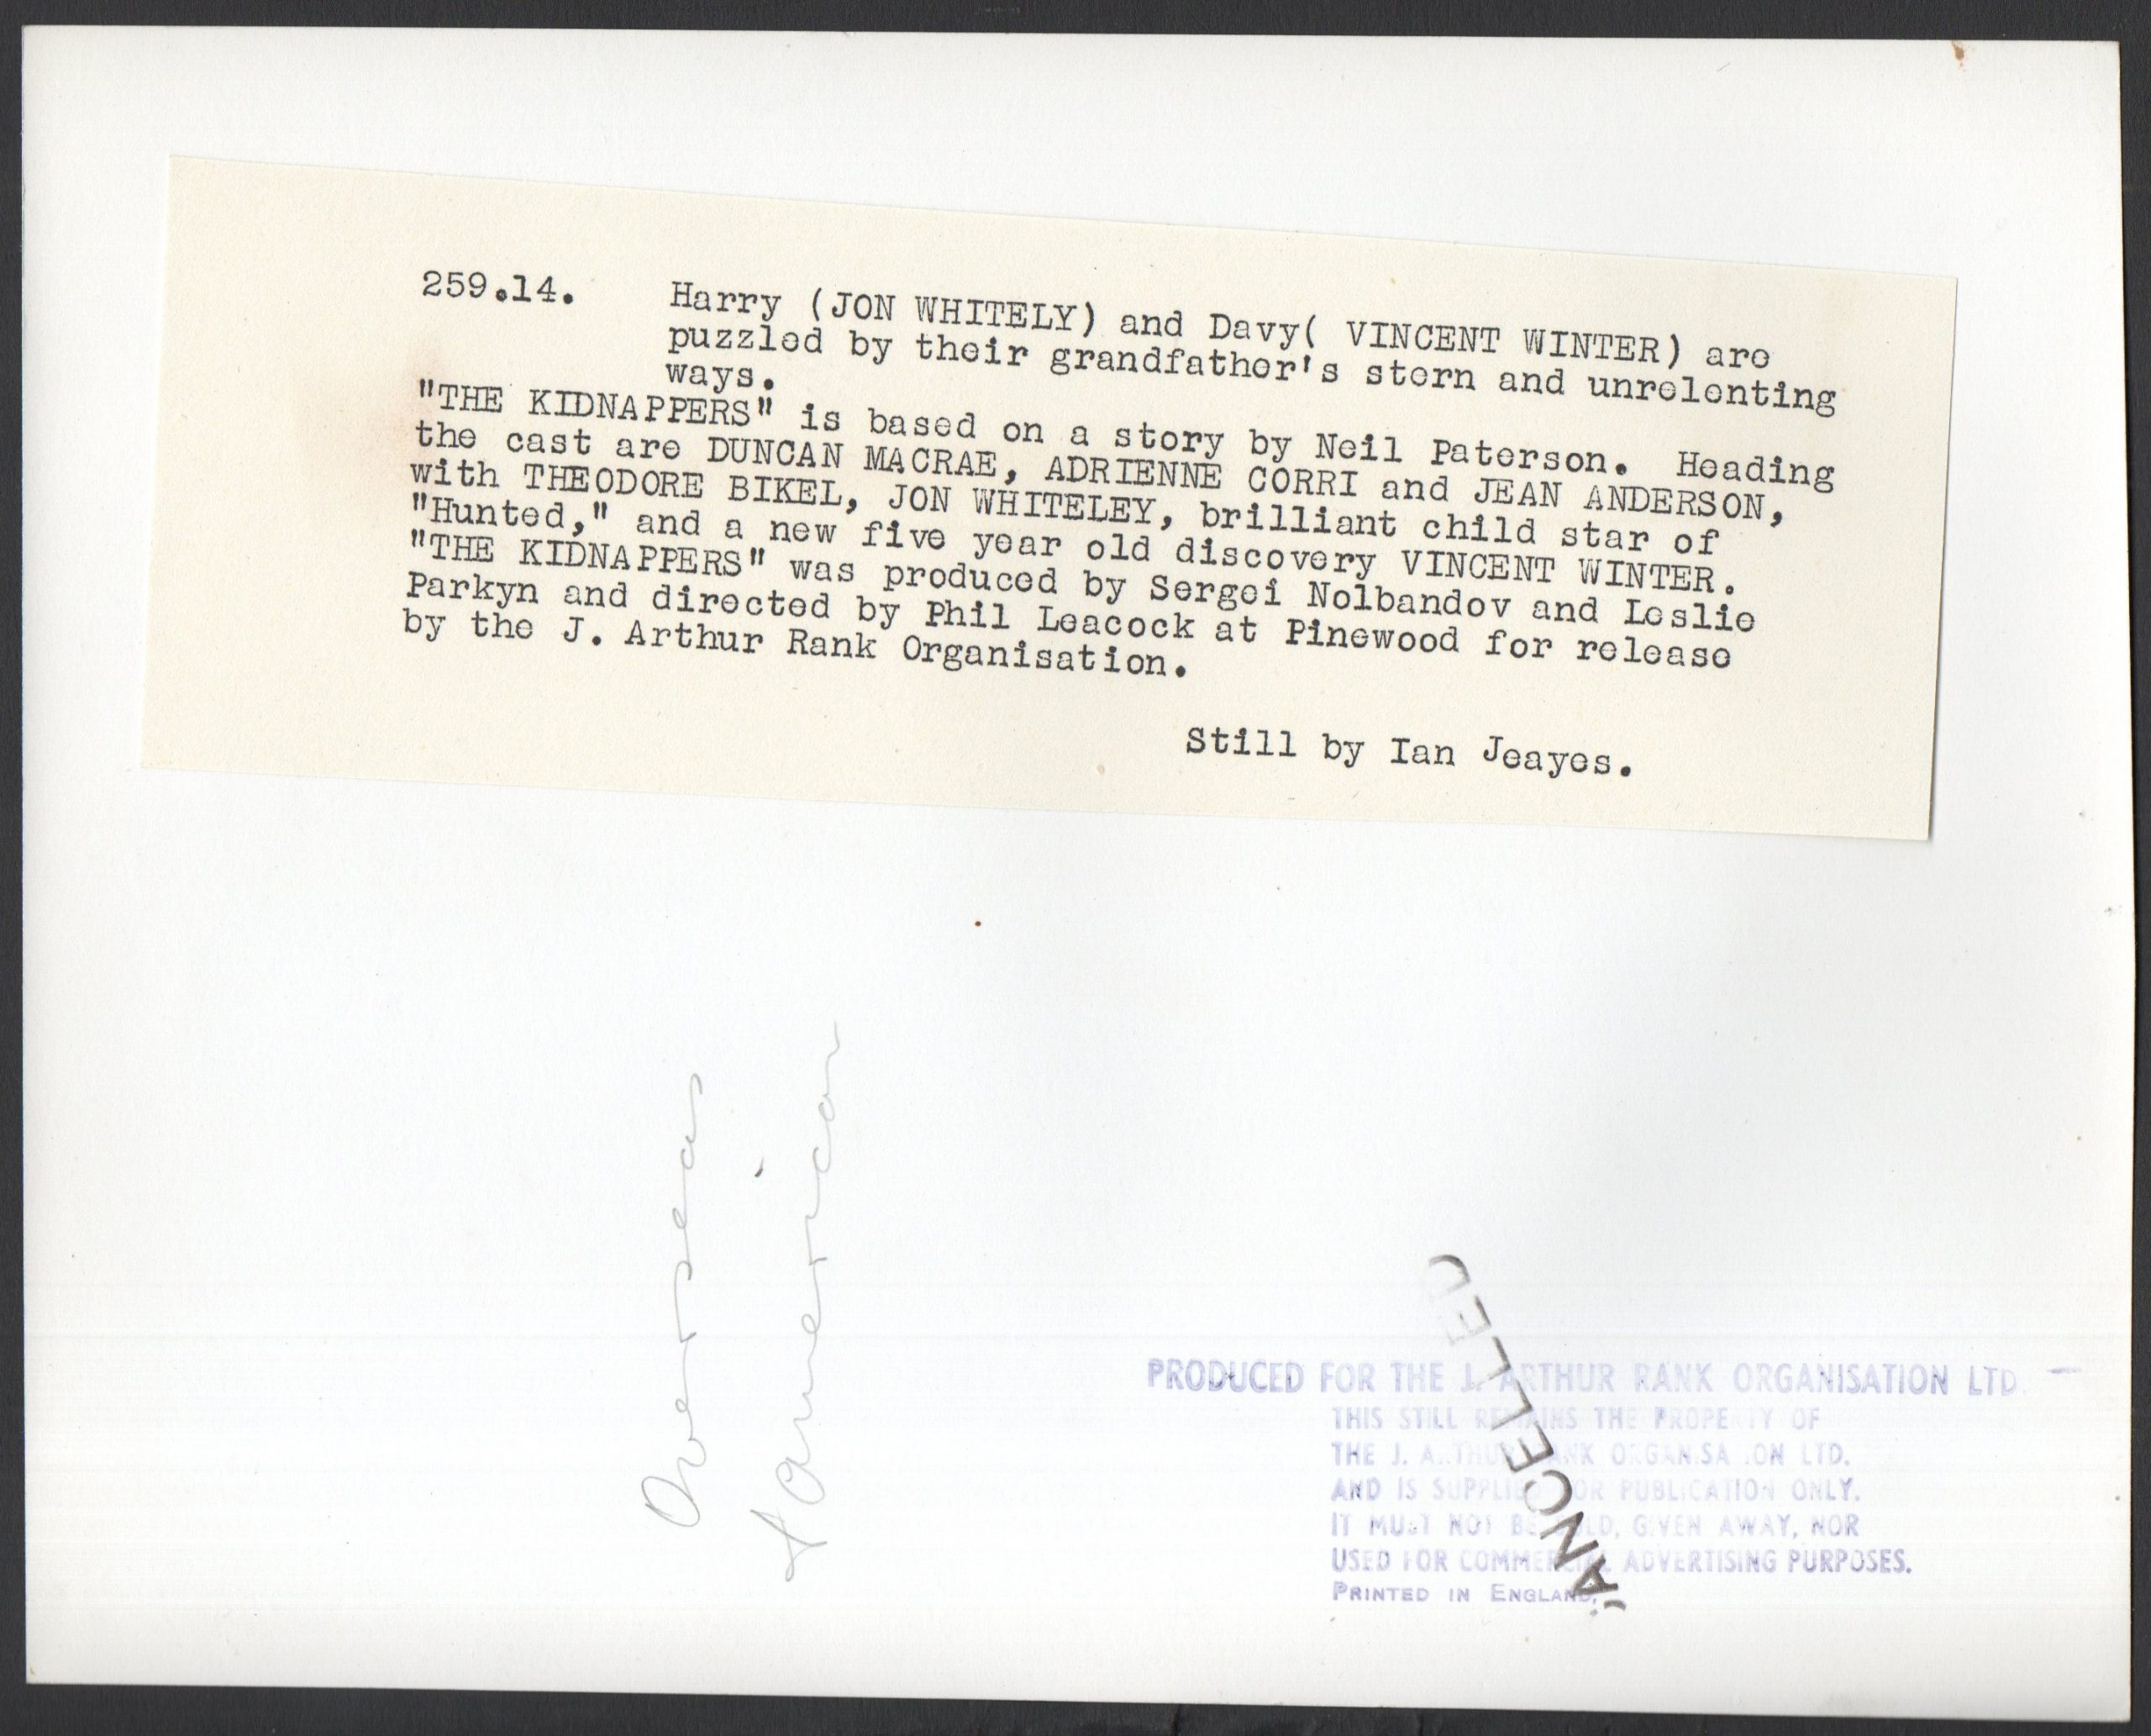 259.14. Harry (JON WHITELY) and Davy( VINCENT WINTER) are
puzzled by their grandfather's stern and unrelenting
ways.
"THE KIDNAPPERS" is based on a story by Neil Paterson. Heading
the cast are DUNCAN MACRAE, ADRIENNE CORRI and JEAN ANDERSON,
with THEODORE BIKEL, JON WHITELEY, brilliant child star of
"Hunted," and a new five year old discovery VINCENT WINTER.
"THE KIDNAPPERS" was produced by Sergei Nolbandov and Leslie
Parkyn and directed by Phil Leacock at Pinewood for release
by the J. Arthur Rank Organisation.
Still by Ian Jeayes.
Overseas
& American
CANCELLED
PRODUCED FOR THE J. ARTHUR RANK ORGANISATION LTD.
THIS STILL REMAINS THE PROPERTY OF
THE J. ARTHUR RANK ORGANISATION LTD.
AND IS SUPPLIED FOR PUBLICATION ONLY.
IT MUST NOT BE SOLD, GIVEN AWAY, NOR
USED FOR COMMERCIAL ADVERTISING PURPOSES.
PRINTED IN ENGLAND.